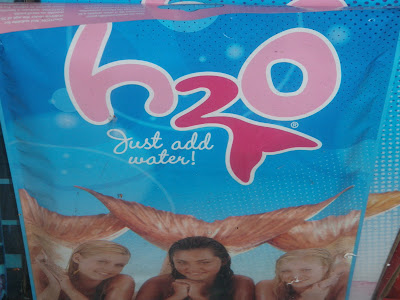 h2o
®
Just add
water!